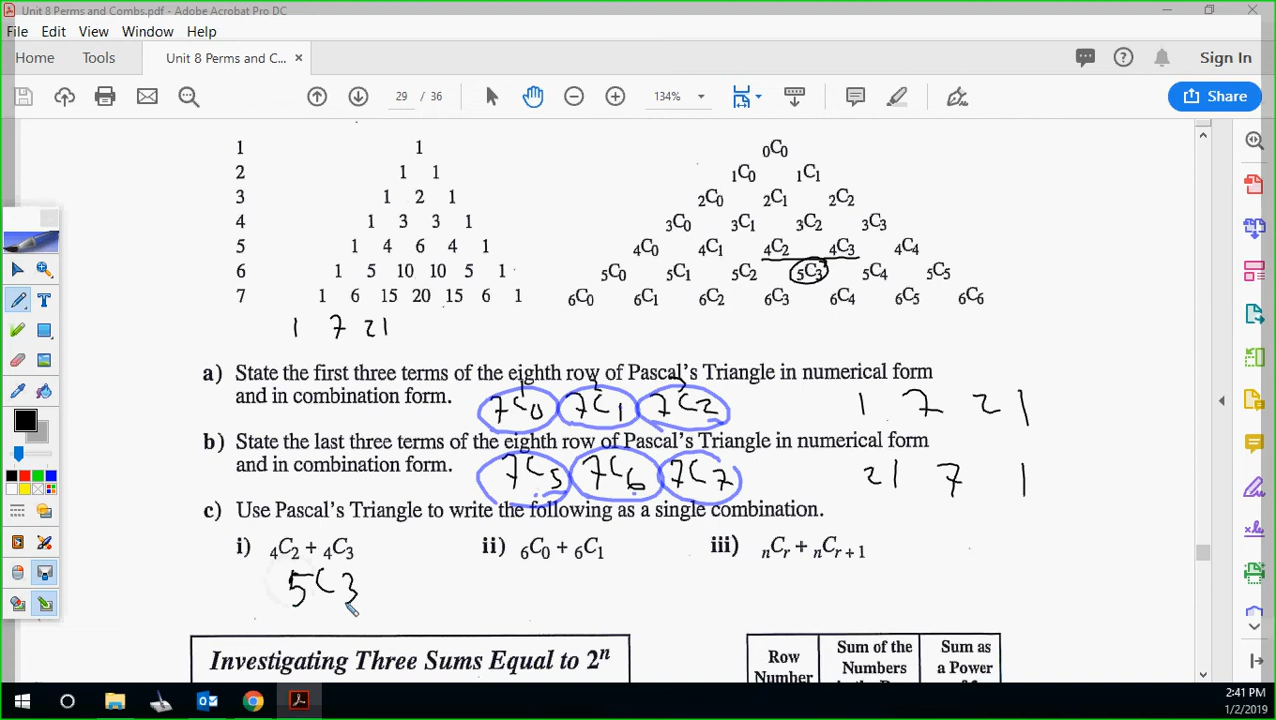 Unit 8 Perms and Combs.pdf - Adobe Acrobat Pro DC
File Edit View Window Help
Home Tools Unit 8 Perms and C... × Sign In
29 / 36 134% Share
1 1 0C0
2 1 1 1C0 1C1
3 1 2 1 2C0 2C1 2C2
4 1 3 3 1 3C0 3C1 3C2 3C3
5 1 4 6 4 1 4C0 4C1 4C2 4C3 4C4
6 1 5 10 10 5 1 5C0 5C1 5C2 5C3 5C4 5C5
7 1 6 15 20 15 6 1 6C0 6C1 6C2 6C3 6C4 6C5 6C6
1 7 21
a) State the first three terms of the eighth row of Pascal's Triangle in numerical form
and in combination form. 7C0 7C1 7C2 1 7 21
1 2 3
b) State the last three terms of the eighth row of Pascal's Triangle in numerical form
and in combination form. 7C5 7C6 7C7 21 7 1
c) Use Pascal's Triangle to write the following as a single combination.
i) 4C2 + 4C3 ii) 6C0 + 6C1 iii) nCr + nCr+1
5C3
Investigating Three Sums Equal to 2ⁿ
Row Sum of the Sum as
Number Numbers a Power
2:41 PM
1/2/2019